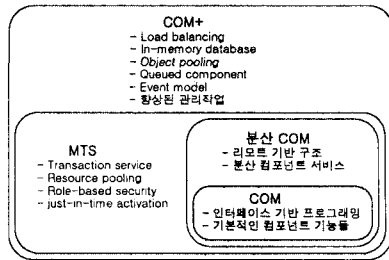 COM+
- Load balancing
- In-memory database
- Object pooling
- Queued component
- Event model
- 향상된 관리작업
MTS
- Transaction service
- Resource pooling
- Role-based security
- just-in-time activation
분산 COM
- 리모트 기반 구조
- 분산 컴포넌트 서비스
COM
- 인터페이스 기반 프로그래밍
- 기본적인 컴포넌트 기능들